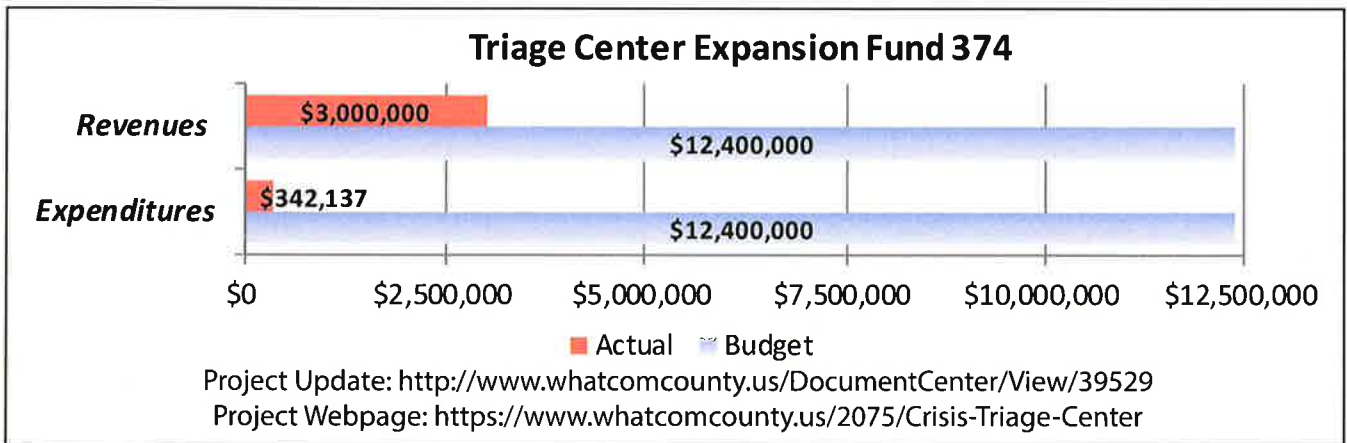 Triage Center Expansion Fund 374
Revenues
$3,000,000
$12,400,000
Expenditures
$342,137
$12,400,000
$0 $2,500,000 $5,000,000 $7,500,000 $10,000,000 $12,500,000
Actual Budget
Project Update: http://www.whatcomcounty.us/DocumentCenter/View/39529
Project Webpage: https://www.whatcomcounty.us/2075/Crisis-Triage-Center